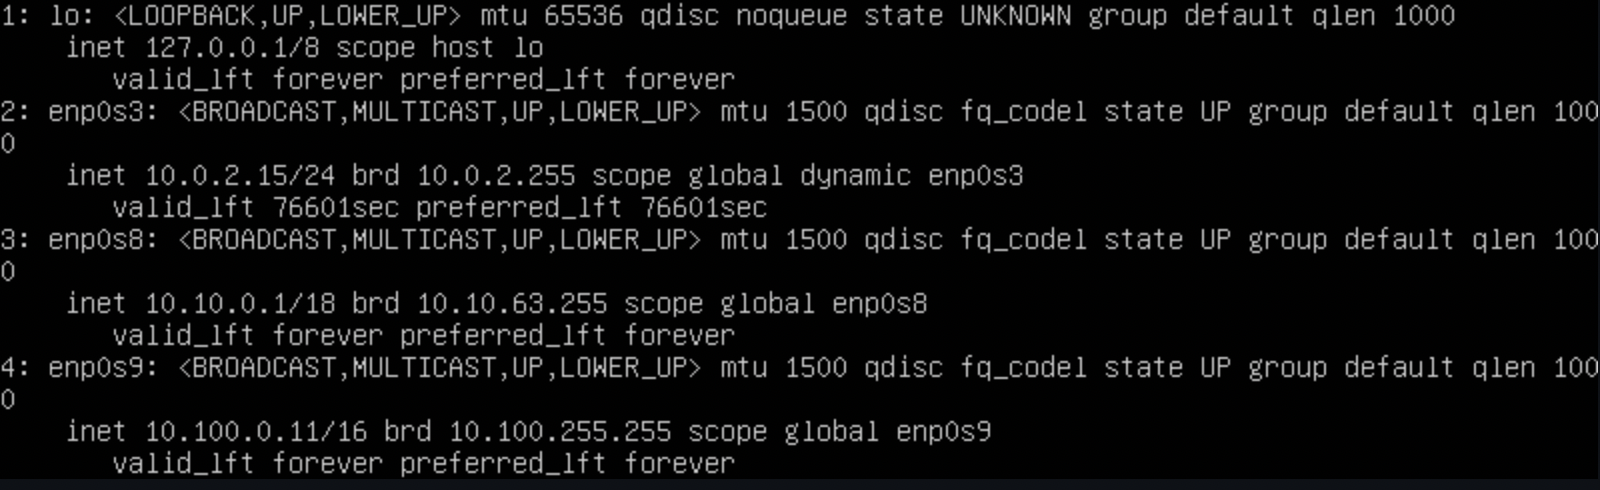 1: lo: <LOOPBACK,UP,LOWER_UP> mtu 65536 qdisc noqueue state UNKNOWN group default qlen 1000
    inet 127.0.0.1/8 scope host lo
       valid_lft forever preferred_lft forever
2: enp0s3: <BROADCAST,MULTICAST,UP,LOWER_UP> mtu 1500 qdisc fq_codel state UP group default qlen 100
0
    inet 10.0.2.15/24 brd 10.0.2.255 scope global dynamic enp0s3
       valid_lft 76601sec preferred_lft 76601sec
3: enp0s8: <BROADCAST,MULTICAST,UP,LOWER_UP> mtu 1500 qdisc fq_codel state UP group default qlen 100
0
    inet 10.10.0.1/18 brd 10.10.63.255 scope global enp0s8
       valid_lft forever preferred_lft forever
4: enp0s9: <BROADCAST,MULTICAST,UP,LOWER_UP> mtu 1500 qdisc fq_codel state UP group default qlen 100
0
    inet 10.100.0.11/16 brd 10.100.255.255 scope global enp0s9
       valid_lft forever preferred_lft forever